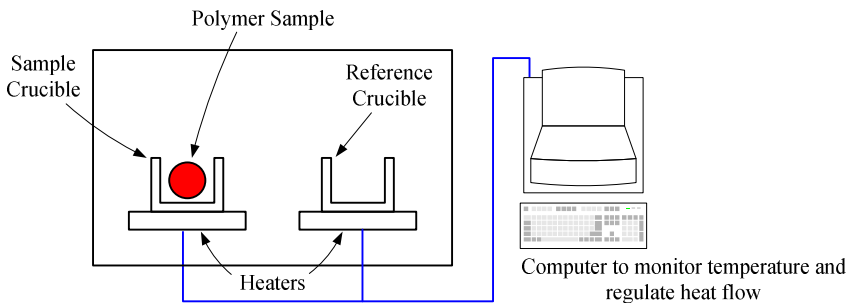 Polymer Sample
Sample
Crucible
Reference
Crucible
Heaters
Computer to monitor temperature and
regulate heat flow